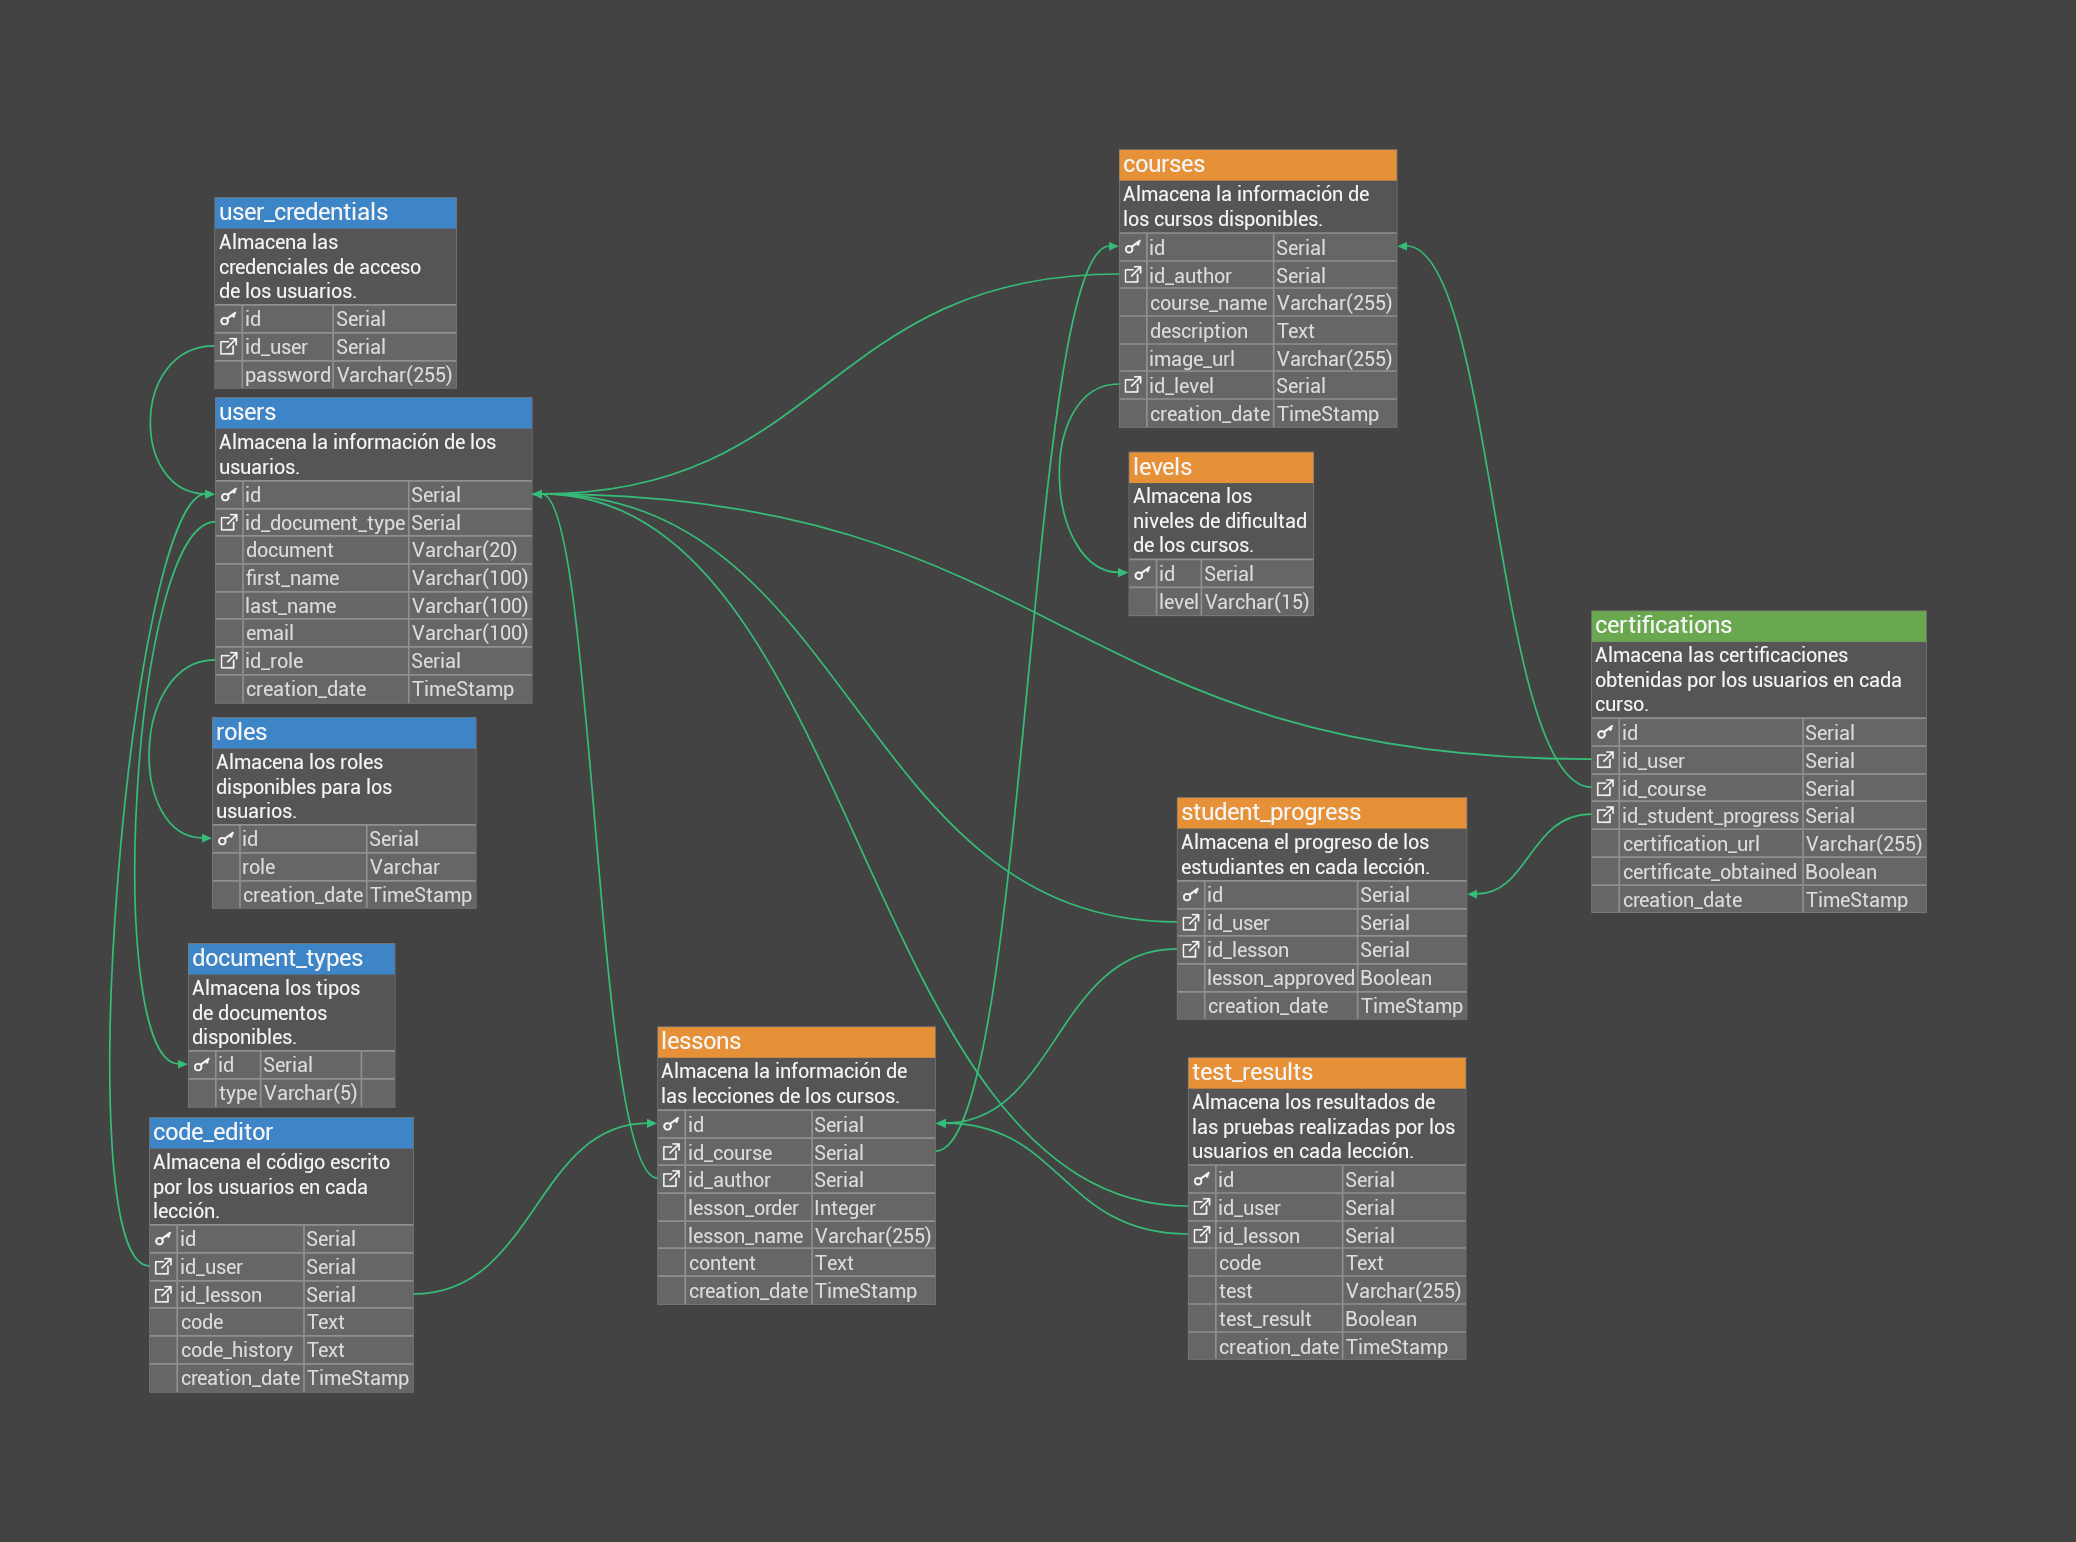 user_credentials
Almacena las
credenciales de acceso
de los usuarios.
id Serial
id_user Serial
password Varchar(255)
users
Almacena la información de los
usuarios.
id Serial
id_document_type Serial
document Varchar(20)
first_name Varchar(100)
last_name Varchar(100)
email Varchar(100)
id_role Serial
creation_date TimeStamp
roles
Almacena los roles
disponibles para los
usuarios.
id Serial
role Varchar
creation_date TimeStamp
document_types
Almacena los tipos
de documentos
disponibles.
id Serial
type Varchar(5)
code_editor
Almacena el código escrito
por los usuarios en cada
lección.
id Serial
id_user Serial
id_lesson Serial
code Text
code_history Text
creation_date TimeStamp
lessons
Almacena la información de
las lecciones de los cursos.
id Serial
id_course Serial
id_author Serial
lesson_order Integer
lesson_name Varchar(255)
content Text
creation_date TimeStamp
courses
Almacena la información de
los cursos disponibles.
id Serial
id_author Serial
course_name Varchar(255)
description Text
image_url Varchar(255)
id_level Serial
creation_date TimeStamp
levels
Almacena los
niveles de dificultad
de los cursos.
id Serial
level Varchar(15)
student_progress
Almacena el progreso de los
estudiantes en cada lección.
id Serial
id_user Serial
id_lesson Serial
lesson_approved Boolean
creation_date TimeStamp
test_results
Almacena los resultados de
las pruebas realizadas por los
usuarios en cada lección.
id Serial
id_user Serial
id_lesson Serial
code Text
test Varchar(255)
test_result Boolean
creation_date TimeStamp
certifications
Almacena las certificaciones
obtenidas por los usuarios en cada
curso.
id Serial
id_user Serial
id_course Serial
id_student_progress Serial
certification_url Varchar(255)
certificate_obtained Boolean
creation_date TimeStamp